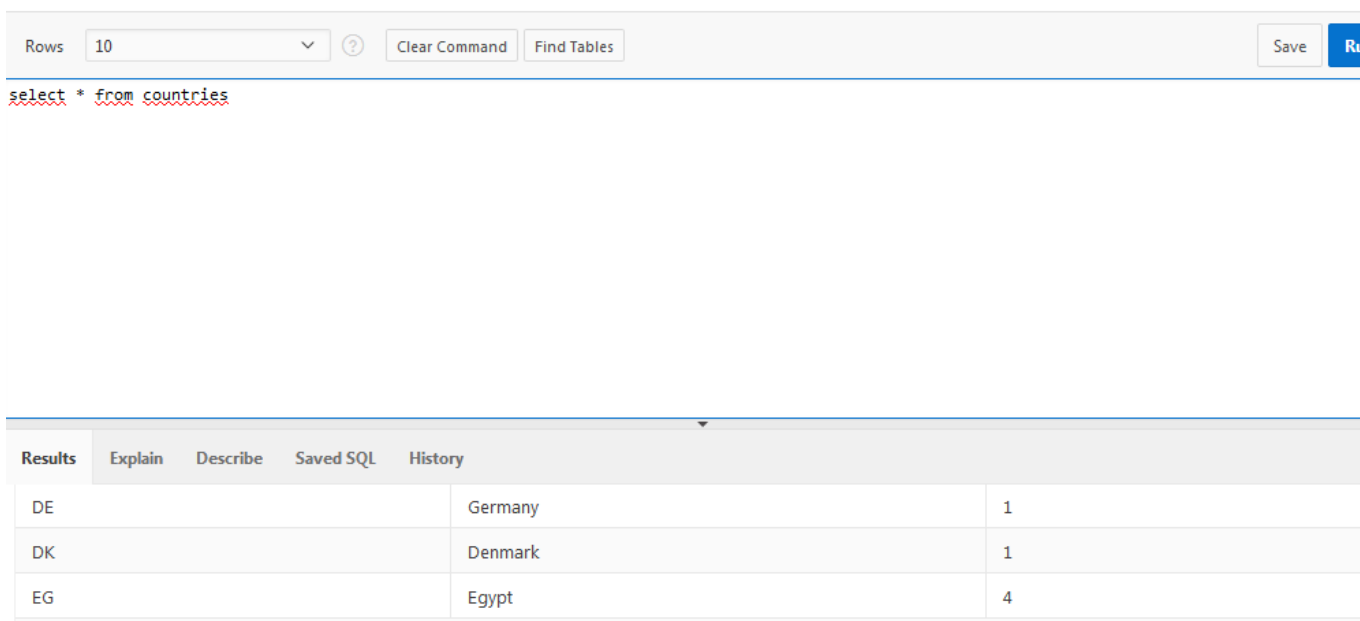 Rows 10 ? Clear Command Find Tables Save Ru
select * from countries
Results Explain Describe Saved SQL History
DE Germany 1
DK Denmark 1
EG Egypt 4